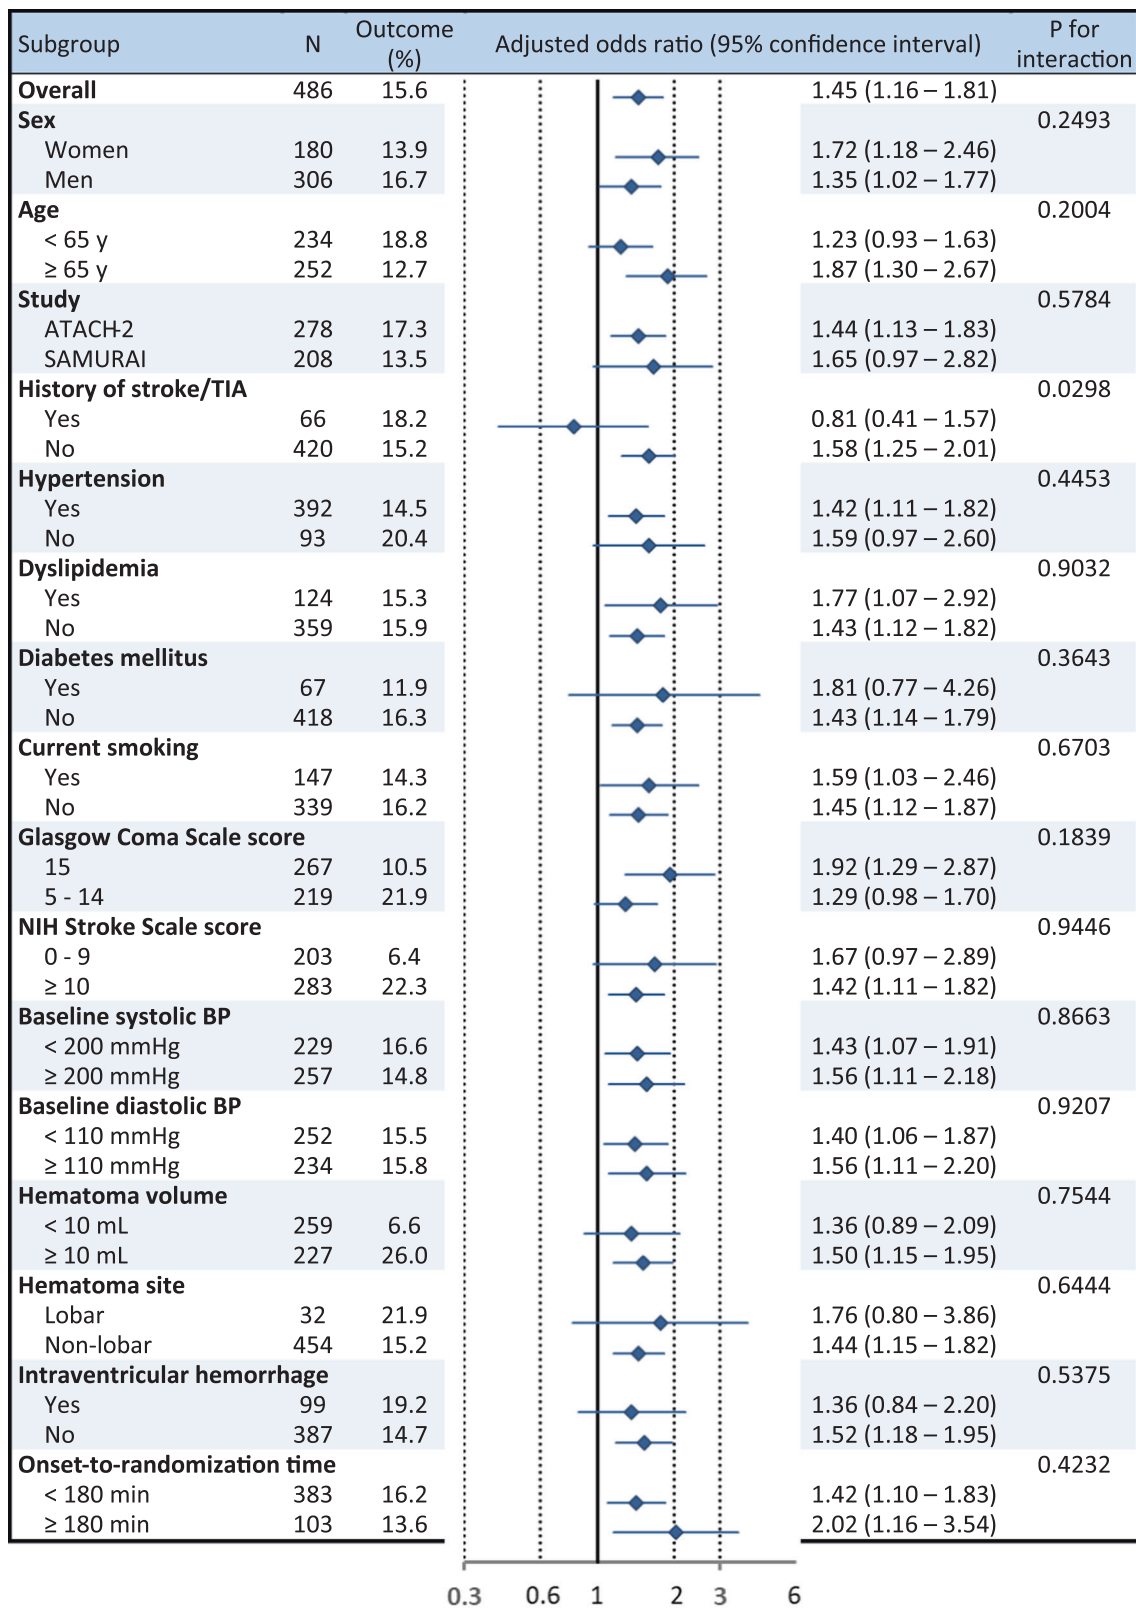 Subgroup N Outcome (%) Adjusted odds ratio (95% confidence interval) P for interaction
Overall 486 15.6 1.45 (1.16 – 1.81)
Sex 0.2493
Women 180 13.9 1.72 (1.18 – 2.46)
Men 306 16.7 1.35 (1.02 – 1.77)
Age 0.2004
< 65 y 234 18.8 1.23 (0.93 – 1.63)
≥ 65 y 252 12.7 1.87 (1.30 – 2.67)
Study 0.5784
ATACH-2 278 17.3 1.44 (1.13 – 1.83)
SAMURAI 208 13.5 1.65 (0.97 – 2.82)
History of stroke/TIA 0.0298
Yes 66 18.2 0.81 (0.41 – 1.57)
No 420 15.2 1.58 (1.25 – 2.01)
Hypertension 0.4453
Yes 392 14.5 1.42 (1.11 – 1.82)
No 93 20.4 1.59 (0.97 – 2.60)
Dyslipidemia 0.9032
Yes 124 15.3 1.77 (1.07 – 2.92)
No 359 15.9 1.43 (1.12 – 1.82)
Diabetes mellitus 0.3643
Yes 67 11.9 1.81 (0.77 – 4.26)
No 418 16.3 1.43 (1.14 – 1.79)
Current smoking 0.6703
Yes 147 14.3 1.59 (1.03 – 2.46)
No 339 16.2 1.45 (1.12 – 1.87)
Glasgow Coma Scale score 0.1839
15 267 10.5 1.92 (1.29 – 2.87)
5 - 14 219 21.9 1.29 (0.98 – 1.70)
NIH Stroke Scale score 0.9446
0 - 9 203 6.4 1.67 (0.97 – 2.89)
≥ 10 283 22.3 1.42 (1.11 – 1.82)
Baseline systolic BP 0.8663
< 200 mmHg 229 16.6 1.43 (1.07 – 1.91)
≥ 200 mmHg 257 14.8 1.56 (1.11 – 2.18)
Baseline diastolic BP 0.9207
< 110 mmHg 252 15.5 1.40 (1.06 – 1.87)
≥ 110 mmHg 234 15.8 1.56 (1.11 – 2.20)
Hematoma volume 0.7544
< 10 mL 259 6.6 1.36 (0.89 – 2.09)
≥ 10 mL 227 26.0 1.50 (1.15 – 1.95)
Hematoma site 0.6444
Lobar 32 21.9 1.76 (0.80 – 3.86)
Non-lobar 454 15.2 1.44 (1.15 – 1.82)
Intraventricular hemorrhage 0.5375
Yes 99 19.2 1.36 (0.84 – 2.20)
No 387 14.7 1.52 (1.18 – 1.95)
Onset-to-randomization time 0.4232
< 180 min 383 16.2 1.42 (1.10 – 1.83)
≥ 180 min 103 13.6 2.02 (1.16 – 3.54)
0.3 0.6 1 2 3 6